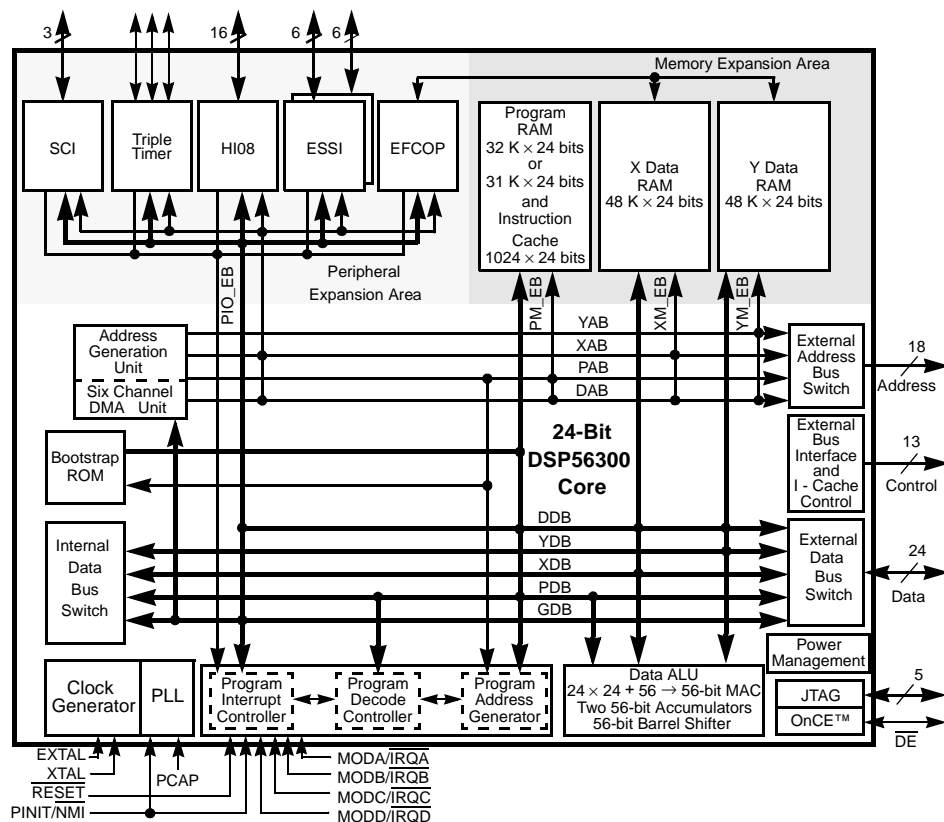 3
16
6
6
Memory Expansion Area
SCI
Triple
Timer
HI08
ESSI
EFCOP
Program
RAM
32 K × 24 bits
or
31 K × 24 bits
and
Instruction
Cache
1024 × 24 bits
X Data
RAM
48 K × 24 bits
Y Data
RAM
48 K × 24 bits
Peripheral
Expansion Area
PIO_EB
PM_EB
XM_EB
YM_EB
Address
Generation
Unit
Six Channel
DMA Unit
YAB
XAB
PAB
DAB
External
Address
Bus
Switch
18
Address
Bootstrap
ROM
24-Bit
DSP56300
Core
External
Bus
Interface
and
I - Cache
Control
13
Control
Internal
Data
Bus
Switch
DDB
YDB
XDB
PDB
GDB
External
Data
Bus
Switch
24
Data
Power
Management
Clock
Generator
PLL
Program
Interrupt
Controller
Program
Decode
Controller
Program
Address
Generator
Data ALU
24 × 24 + 56 → 56-bit MAC
Two 56-bit Accumulators
56-bit Barrel Shifter
JTAG
OnCE™
5
DE
EXTAL
XTAL
RESET
PINIT/NMI
PCAP
MODA/IRQA
MODB/IRQB
MODC/IRQC
MODD/IRQD